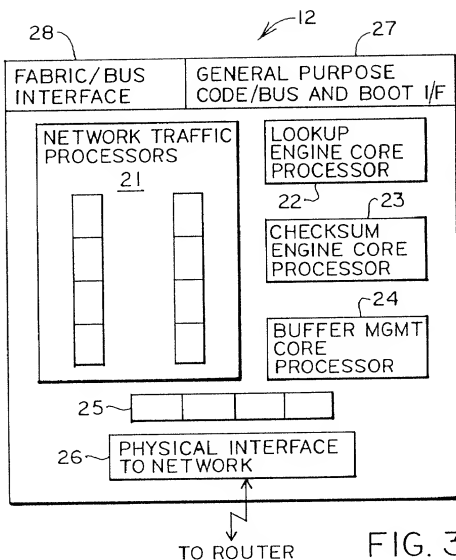 12
28
27
FABRIC/BUS
INTERFACE
GENERAL PURPOSE
CODE/BUS AND BOOT I/F
NETWORK TRAFFIC
PROCESSORS
21
LOOKUP
ENGINE CORE
PROCESSOR
22
23
CHECKSUM
ENGINE CORE
PROCESSOR
24
BUFFER MGMT
CORE
PROCESSOR
25
26
PHYSICAL INTERFACE
TO NETWORK
TO ROUTER
FIG. 3